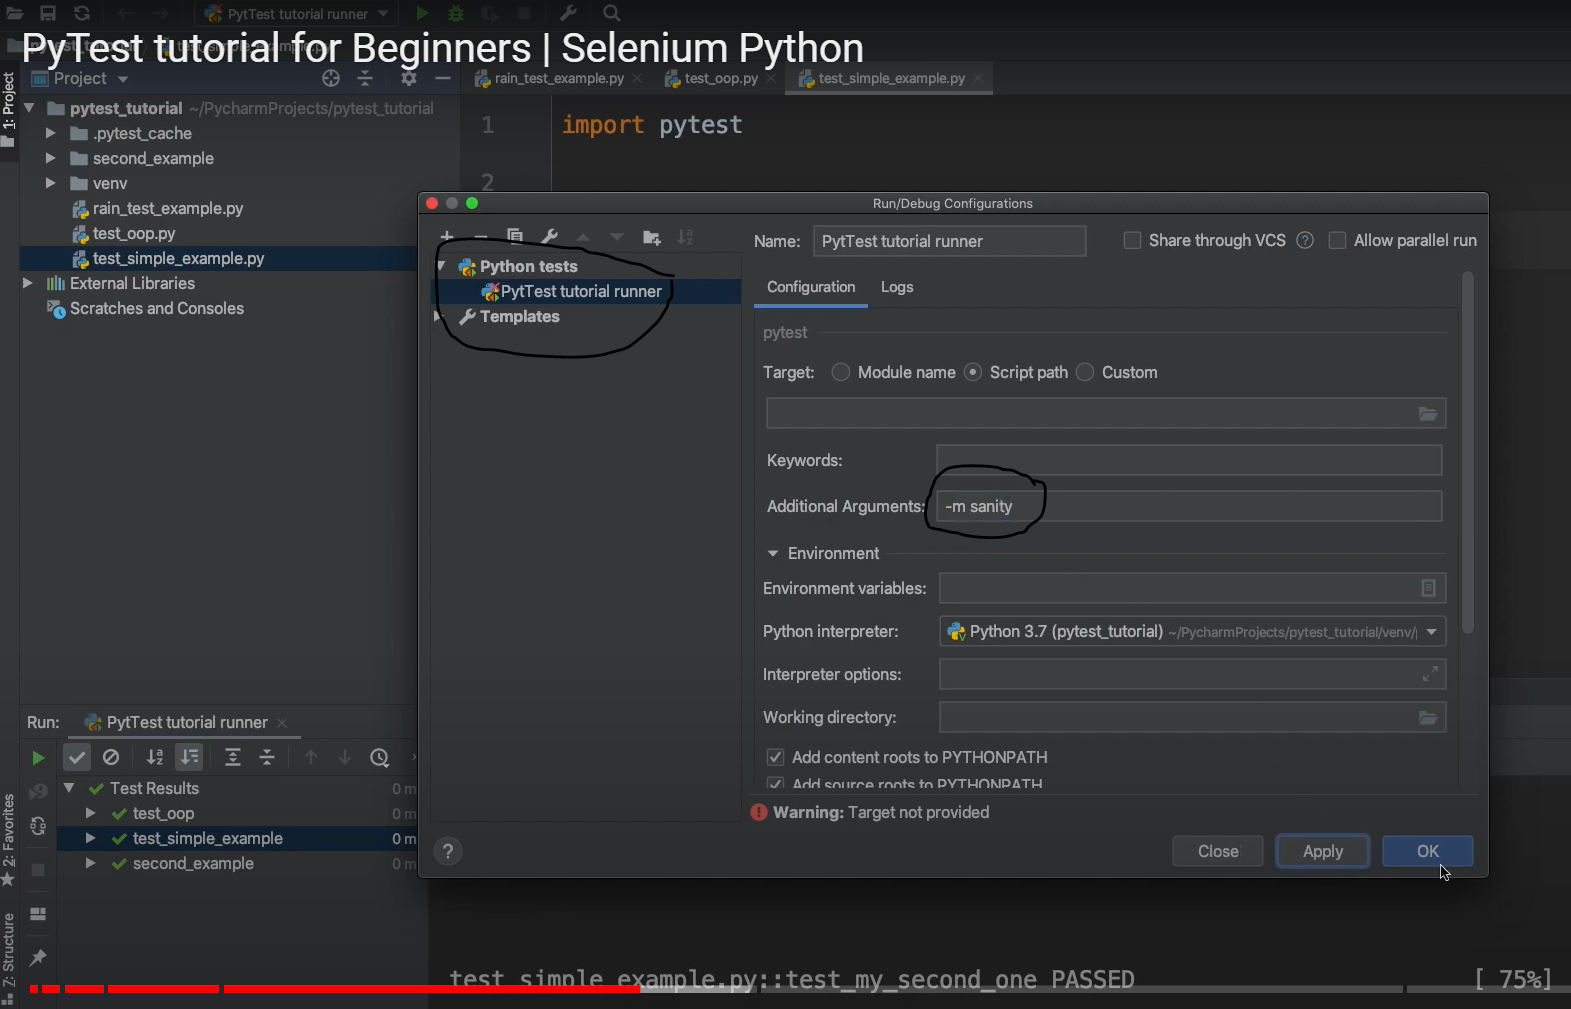 PytTest tutorial runner
PyTest tutorial for Beginners | Selenium Python
Project
rain_test_example.py
test_oop.py
test_simple_example.py
1: Project
pytest_tutorial ~/PycharmProjects/pytest_tutorial
.pytest_cache
second_example
venv
rain_test_example.py
test_oop.py
test_simple_example.py
External Libraries
Scratches and Consoles
1 import pytest
2
Run/Debug Configurations
Python tests
PytTest tutorial runner
Templates
Name: PytTest tutorial runner
Share through VCS
Allow parallel run
Configuration Logs
pytest
Target: Module name Script path Custom
Keywords:
Additional Arguments: -m sanity
Environment
Environment variables:
Python interpreter: Python 3.7 (pytest_tutorial) ~/PycharmProjects/pytest_tutorial/venv/
Interpreter options:
Working directory:
Add content roots to PYTHONPATH
Add source roots to PYTHONPATH
Warning: Target not provided
? Close Apply OK
Run: PytTest tutorial runner
Test Results 0 m
test_oop 0 m
test_simple_example 0 m
second_example 0 m
2: Favorites
7: Structure
test_simple_example.py::test_my_second_one PASSED [ 75%]